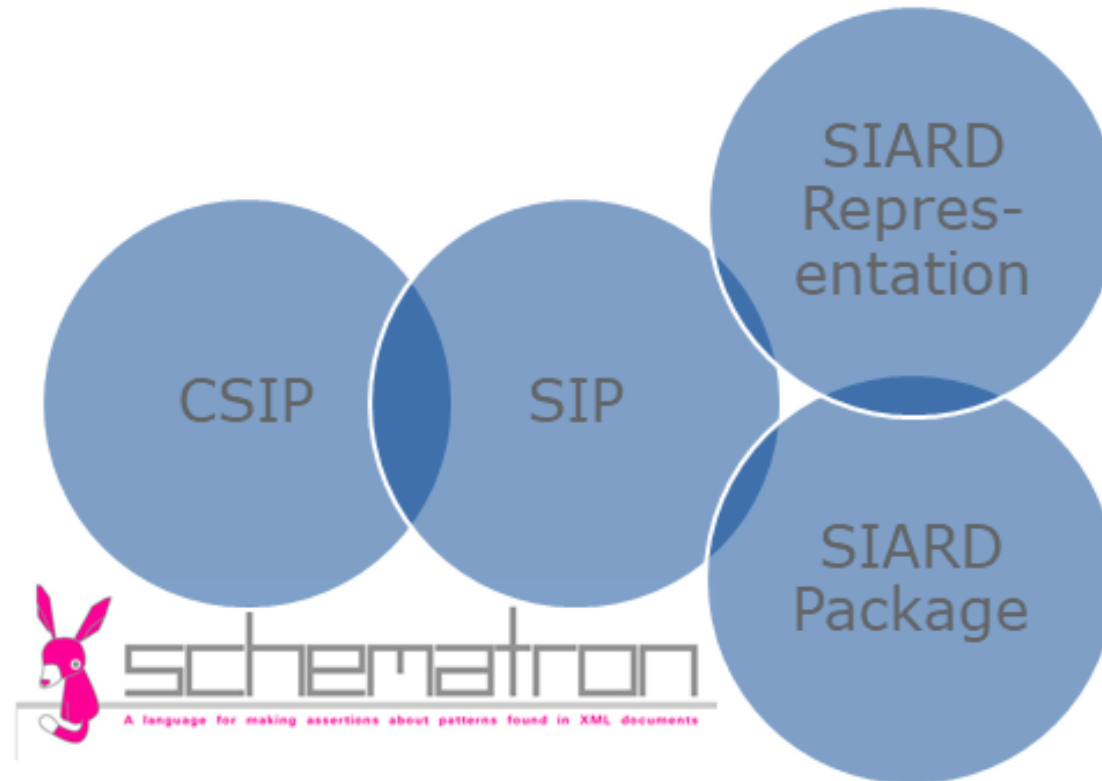 SIARD
Repres-
entation
CSIP
SIP
SIARD
Package
schematron
A language for making assertions about patterns found in XML documents